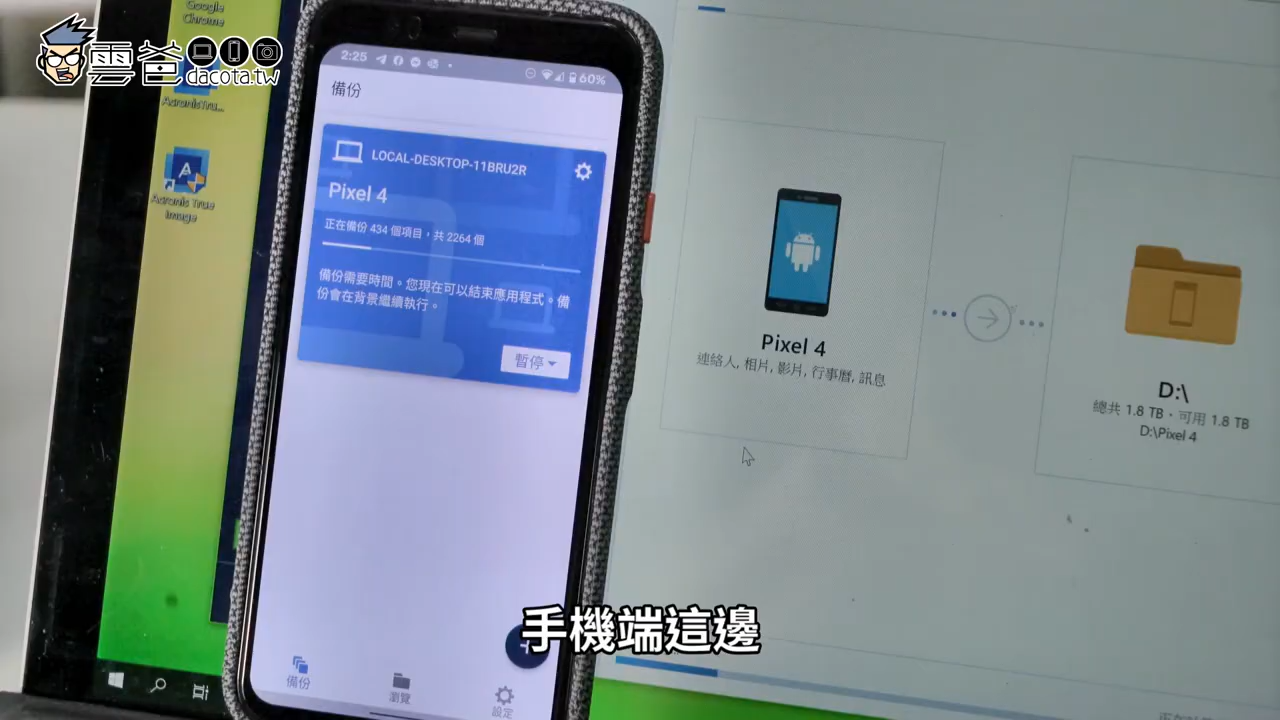 雲爸
dacota.tw
Google
Chrome
AcronisTru...
Acronis True
Image
2:25
60%
備份
LOCAL-DESKTOP-11BRU2R
Pixel 4
正在備份 434 個項目，共 2264 個
備份需要時間。您現在可以結束應用程式。備
份會在背景繼續執行。
暫停
備份
瀏覽
設定
Pixel 4
連絡人, 相片, 影片, 行事曆, 訊息
D:\
總共 1.8 TB，可用 1.8 TB
D:\Pixel 4
手機端這邊